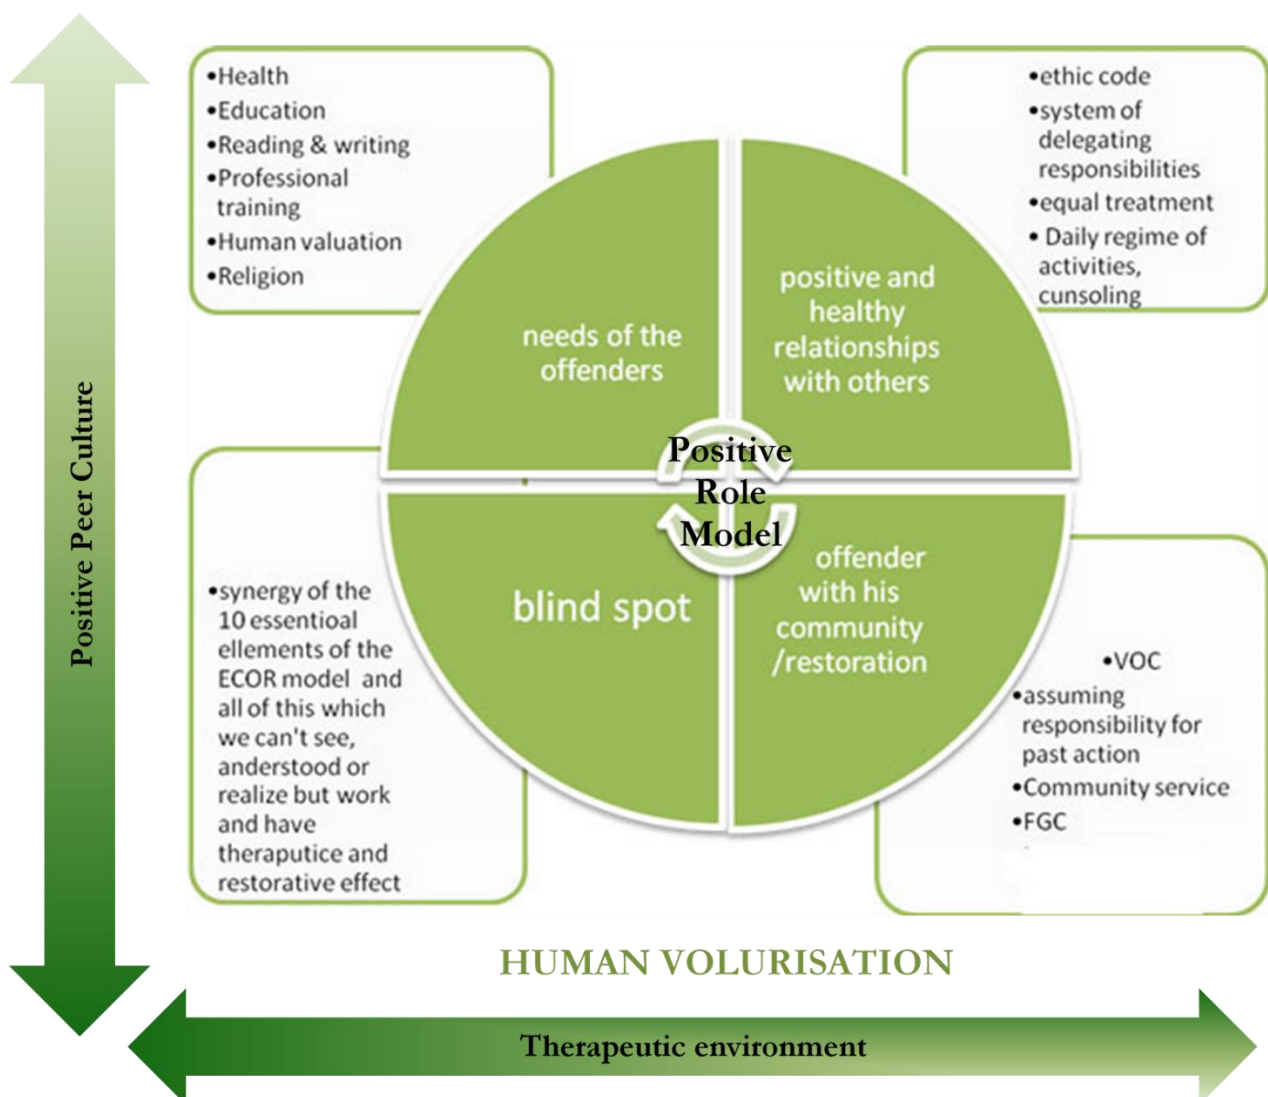 •Health
•Education
•Reading & writing
•Professional
training
•Human valuation
•Religion
•ethic code
•system of
delegating
responsibilities
•equal treatment
• Daily regime of
activities,
cunsoling
needs of the
offenders
positive and
healthy
relationships
with others
Positive
Role
Model
blind spot
offender
with his
community
/restoration
•synergy of the
10 essentioal
ellements of the
ECOR model and
all of this which
we can't see,
anderstood or
realize but work
and have
theraputice and
restorative effect
•VOC
•assuming
responsibility for
past action
•Community service
•FGC
Positive Peer Culture
HUMAN VOLURISATION
Therapeutic environment